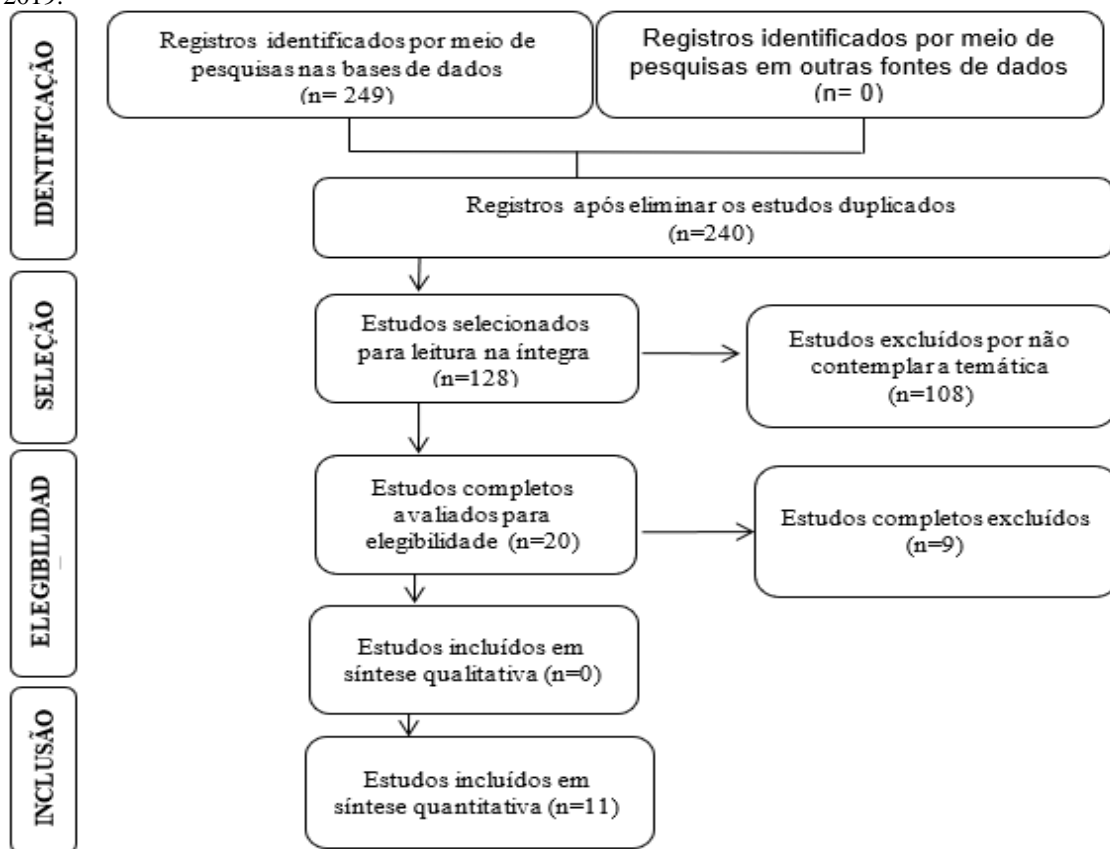 2019.
IDENTIFICAÇÃO
Registros identificados por meio de
pesquisas nas bases de dados
(n= 249)
Registros identificados por meio de
pesquisas em outras fontes de dados
(n= 0)
Registros após eliminar os estudos duplicados
(n=240)
SELEÇÃO
Estudos selecionados
para leitura na íntegra
(n=128)
Estudos excluídos por não
contemplar a temática
(n=108)
ELEGIBILIDAD
Estudos completos
avaliados para
elegibilidade (n=20)
Estudos completos excluídos
(n=9)
Estudos incluídos em
síntese qualitativa (n=0)
INCLUSÃO
Estudos incluídos em
síntese quantitativa (n=11)